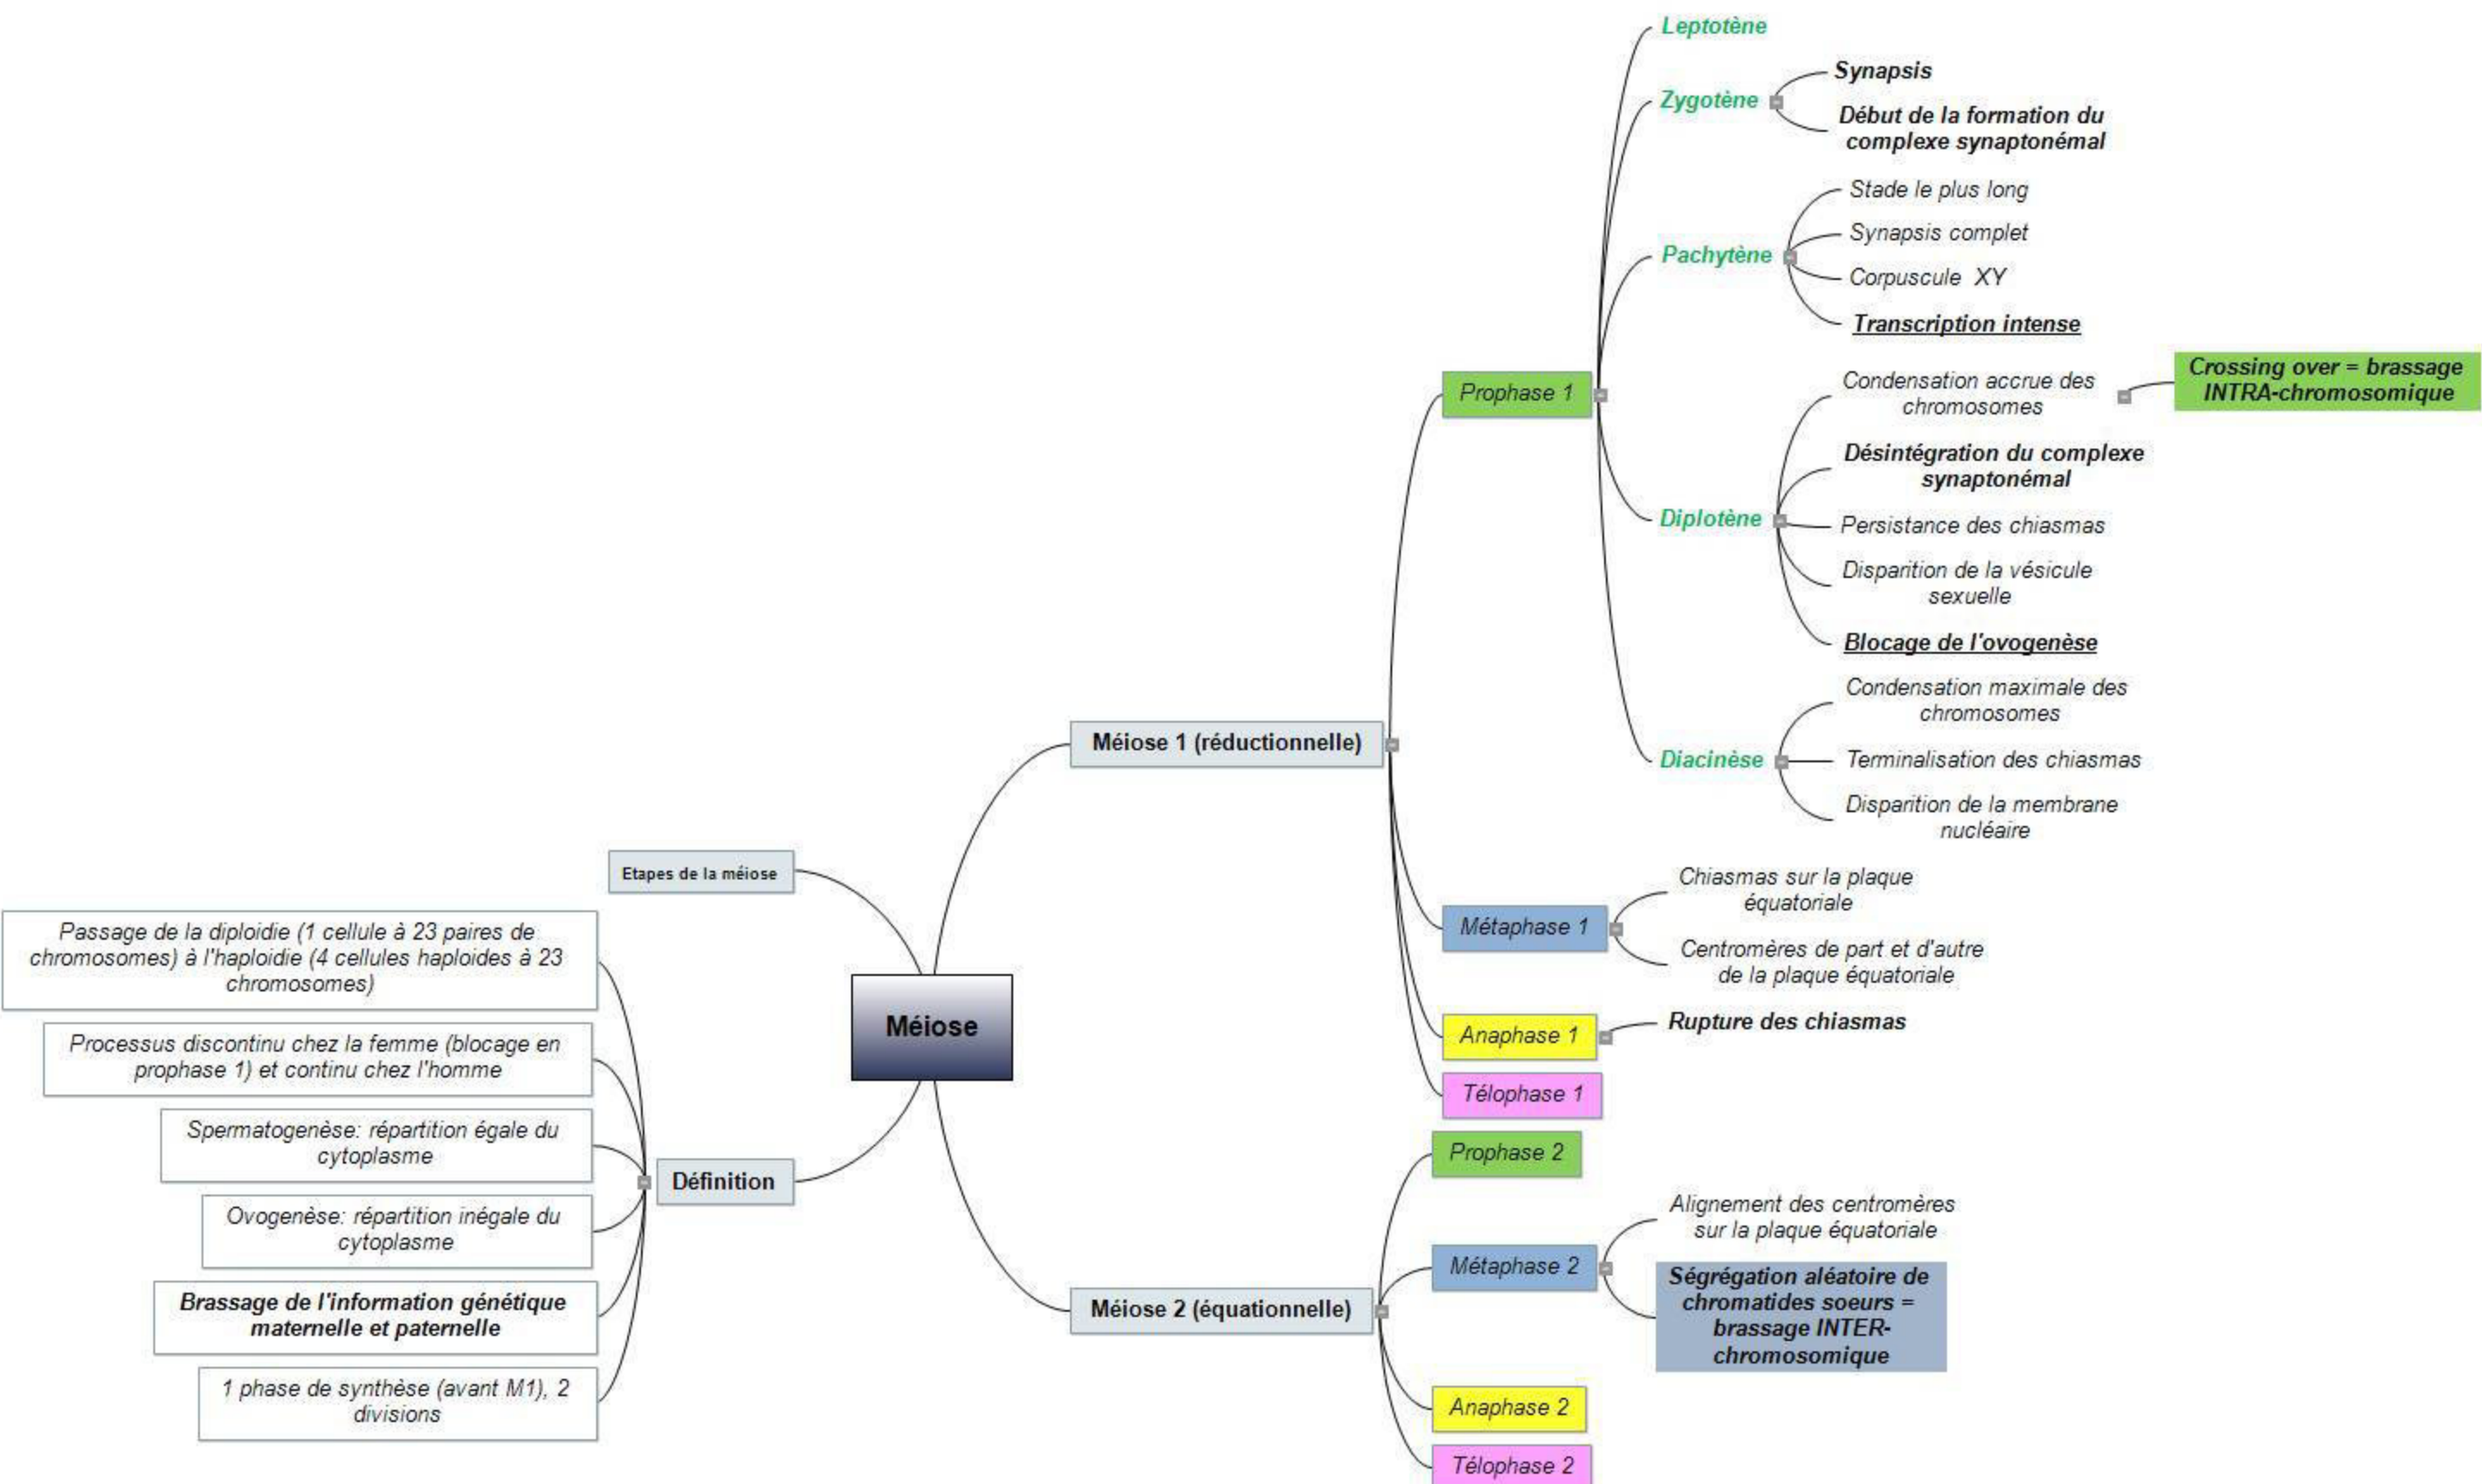 Méiose
Etapes de la méiose
Définition
Passage de la diploidie (1 cellule à 23 paires de
chromosomes) à l'haploidie (4 cellules haploides à 23
chromosomes)
Processus discontinu chez la femme (blocage en
prophase 1) et continu chez l'homme
Spermatogenèse: répartition égale du
cytoplasme
Ovogenèse: répartition inégale du
cytoplasme
Brassage de l'information génétique
maternelle et paternelle
1 phase de synthèse (avant M1), 2
divisions
Méiose 1 (réductionnelle)
Prophase 1
Leptotène
Zygotène
Synapsis
Début de la formation du
complexe synaptonémal
Pachytène
Stade le plus long
Synapsis complet
Corpuscule XY
Transcription intense
Diplotène
Condensation accrue des
chromosomes
Crossing over = brassage
INTRA-chromosomique
Désintégration du complexe
synaptonémal
Persistance des chiasmas
Disparition de la vésicule
sexuelle
Blocage de l'ovogenèse
Diacinèse
Condensation maximale des
chromosomes
Terminalisation des chiasmas
Disparition de la membrane
nucléaire
Métaphase 1
Chiasmas sur la plaque
équatoriale
Centromères de part et d'autre
de la plaque équatoriale
Anaphase 1
Rupture des chiasmas
Télophase 1
Méiose 2 (équationnelle)
Prophase 2
Métaphase 2
Alignement des centromères
sur la plaque équatoriale
Ségrégation aléatoire de
chromatides soeurs =
brassage INTER-
chromosomique
Anaphase 2
Télophase 2